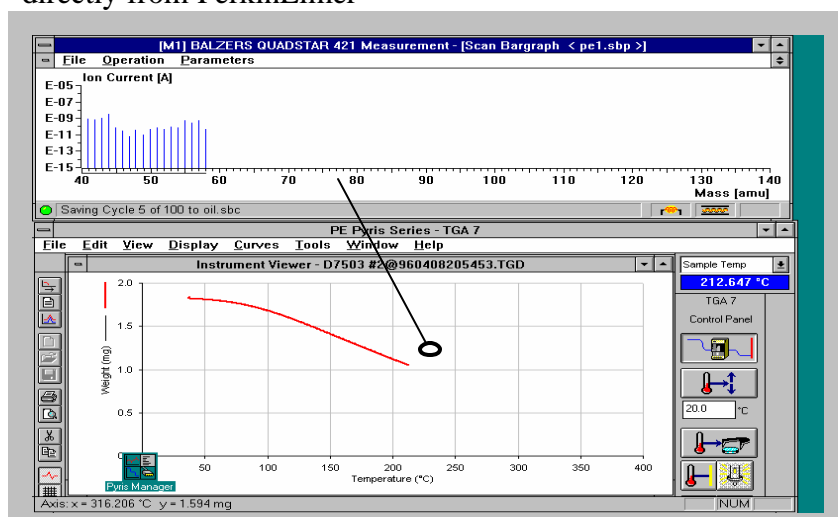 directly from PerkinElmer
[M1] BALZERS QUADSTAR 421 Measurement - [Scan Bargraph < pe1.sbp >]
File Operation Parameters
Ion Current [A]
E-05
E-07
E-09
E-11
E-13
E-15
40 50 60 70 80 90 100 110 120 130 140
Mass [amu]
Saving Cycle 5 of 100 to oil.sbc
PE Pyris Series - TGA 7
File Edit View Display Curves Tools Window Help
Instrument Viewer - D7503 #2@960408205453.TGD
Sample Temp
212.647 °C
TGA 7
Control Panel
20.0 °C
2.0
1.5
1.0
0.5
0
Weight (mg)
50 100 150 200 250 300 350 400
Temperature (°C)
Pyris Manager
Axis: x = 316.206 °C y = 1.594 mg
NUM